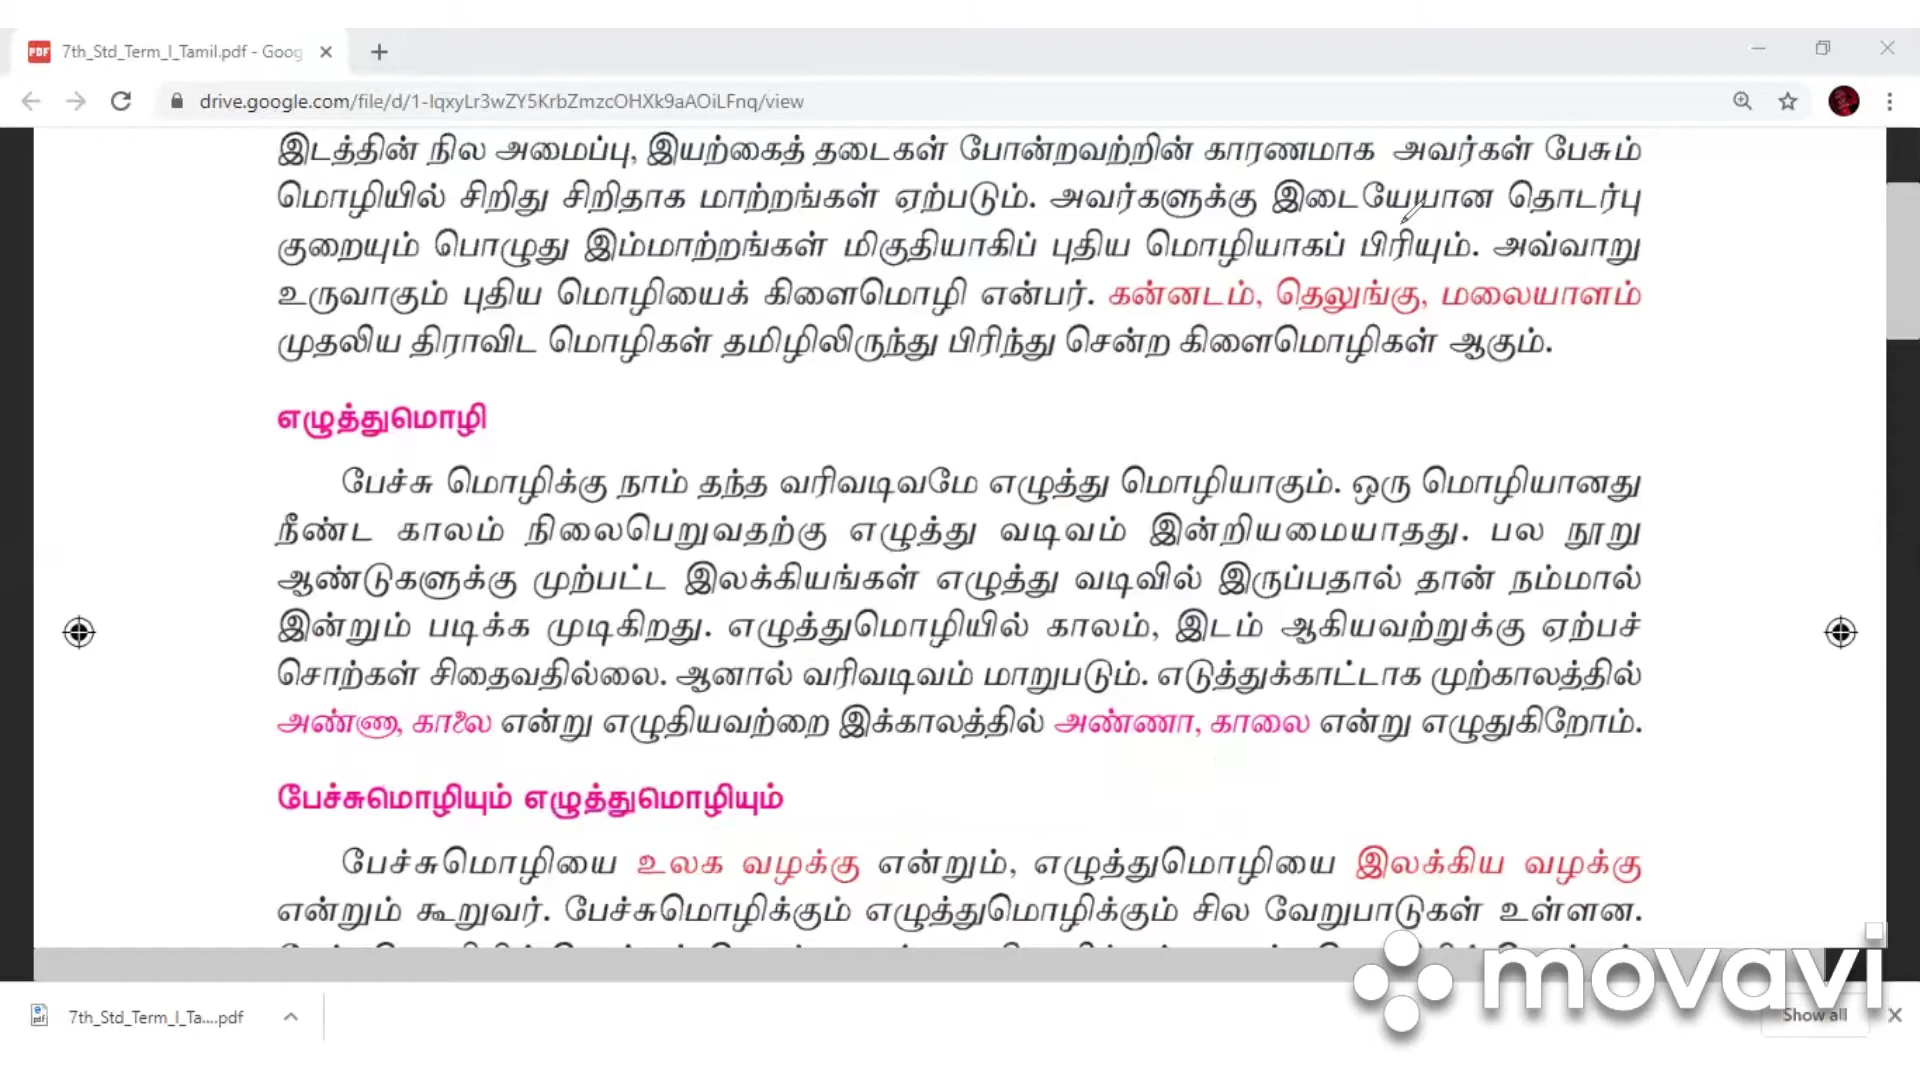 7th_Std_Term_I_Tamil.pdf - Goog
drive.google.com/file/d/1-IqxyLr3wZY5KrbZmzcOHXk9aAOiLFnq/view
இடத்தின் நில அமைப்பு, இயற்கைத் தடைகள் போன்றவற்றின் காரணமாக அவர்கள் பேசும்
மொழியில் சிறிது சிறிதாக மாற்றங்கள் ஏற்படும். அவர்களுக்கு இடையேயான தொடர்பு
குறையும் பொழுது இம்மாற்றங்கள் மிகுதியாகிப் புதிய மொழியாகப் பிரியும். அவ்வாறு
உருவாகும் புதிய மொழியைக் கிளைமொழி என்பர். கன்னடம், தெலுங்கு, மலையாளம்
முதலிய திராவிட மொழிகள் தமிழிலிருந்து பிரிந்து சென்ற கிளைமொழிகள் ஆகும்.
எழுத்துமொழி
பேச்சு மொழிக்கு நாம் தந்த வரிவடிவமே எழுத்து மொழியாகும். ஒரு மொழியானது
நீண்ட காலம் நிலைபெறுவதற்கு எழுத்து வடிவம் இன்றியமையாதது. பல நூறு
ஆண்டுகளுக்கு முற்பட்ட இலக்கியங்கள் எழுத்து வடிவில் இருப்பதால் தான் நம்மால்
இன்றும் படிக்க முடிகிறது. எழுத்துமொழியில் காலம், இடம் ஆகியவற்றுக்கு ஏற்பச்
சொற்கள் சிதைவதில்லை. ஆனால் வரிவடிவம் மாறுபடும். எடுத்துக்காட்டாக முற்காலத்தில்
அண்ணா, காலை என்று எழுதியவற்றை இக்காலத்தில் அண்ணா, காலை என்று எழுதுகிறோம்.
பேச்சுமொழியும் எழுத்துமொழியும்
பேச்சுமொழியை உலக வழக்கு என்றும், எழுத்துமொழியை இலக்கிய வழக்கு
என்றும் கூறுவர். பேச்சுமொழிக்கும் எழுத்துமொழிக்கும் சில வேறுபாடுகள் உள்ளன.
movavi
7th_Std_Term_I_Ta....pdf
Show all